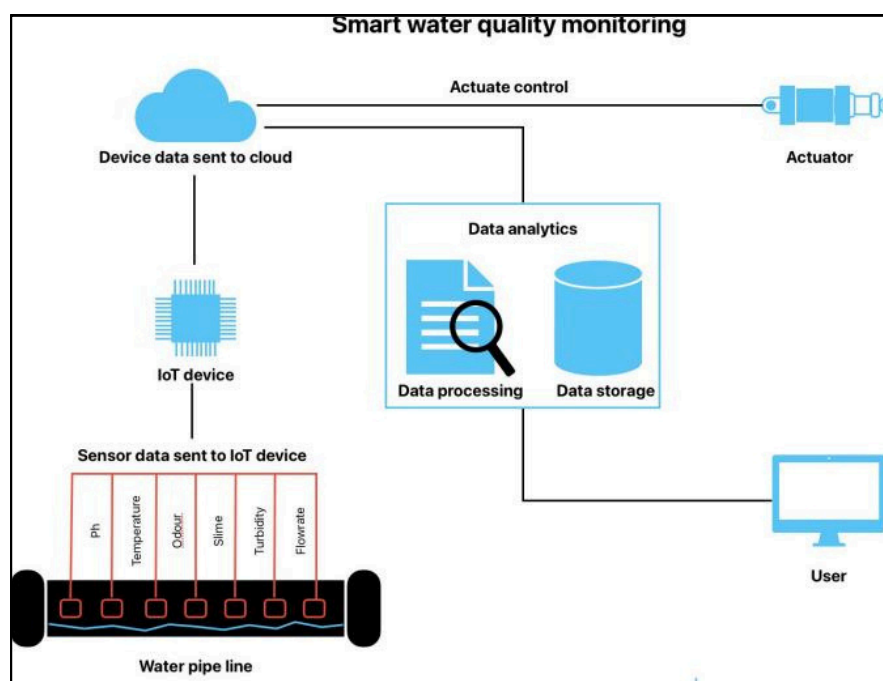 Smart water quality monitoring
Actuate control
Device data sent to cloud
Actuator
Data analytics
IoT device
Data processing
Data storage
Sensor data sent to IoT device
Ph
Temperature
Odour
Slime
Turbidity
Flowrate
User
Water pipe line